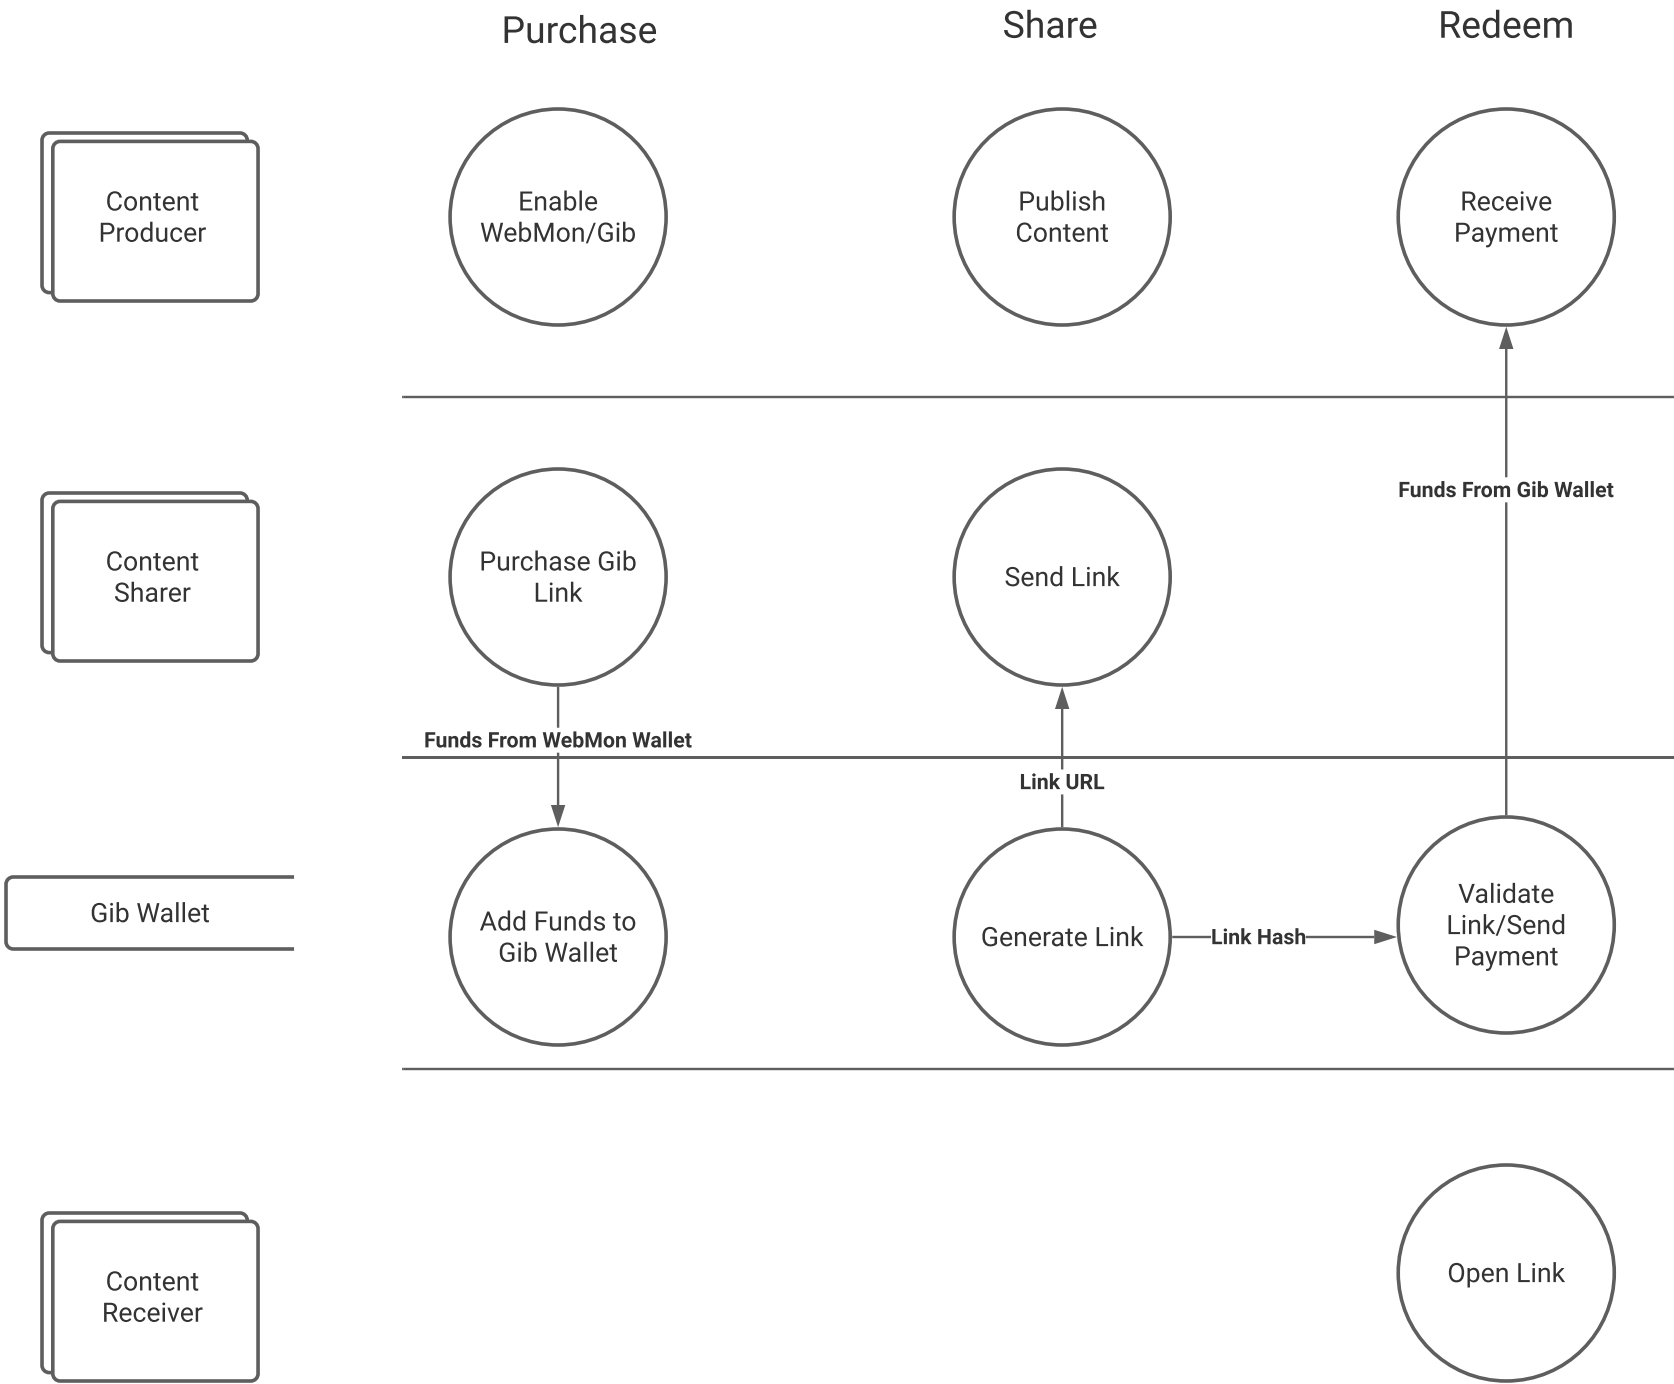 Purchase
Share
Redeem
Content
Producer
Enable
WebMon/Gib
Publish
Content
Receive
Payment
Funds From Gib Wallet
Content
Sharer
Purchase Gib
Link
Send Link
Funds From WebMon Wallet
Link URL
Gib Wallet
Add Funds to
Gib Wallet
Generate Link
Link Hash
Validate
Link/Send
Payment
Content
Receiver
Open Link